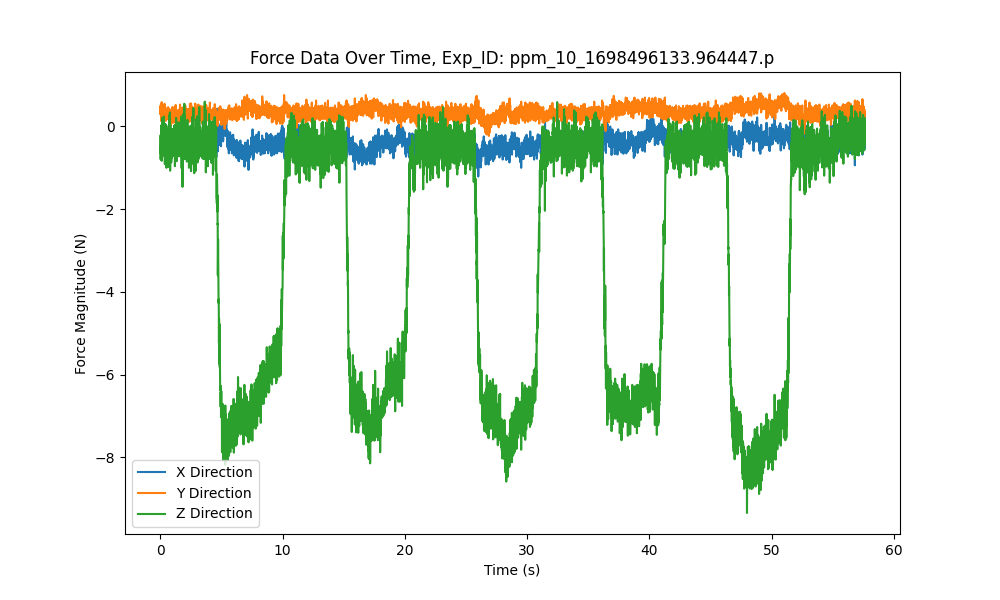 Force Data Over Time, Exp_ID: ppm_10_1698496133.964447.p
Force Magnitude (N)
0
−2
−4
−6
−8
X Direction
Y Direction
Z Direction
0 10 20 30 40 50 60
Time (s)